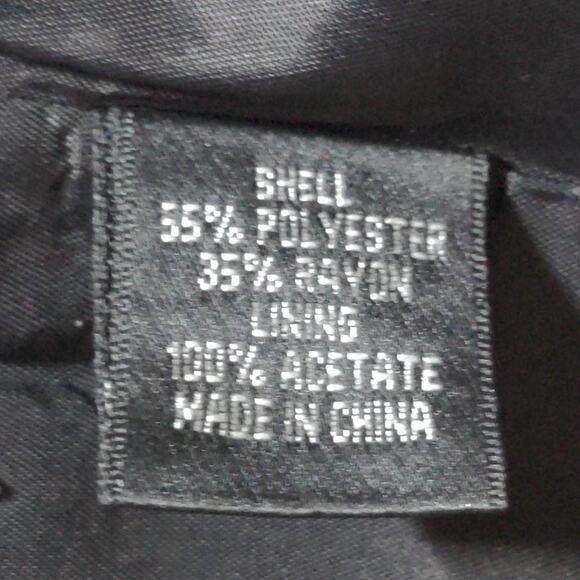 SHELL
65% POLYESTER
35% RAYON
LINING
100% ACETATE
MADE IN CHINA